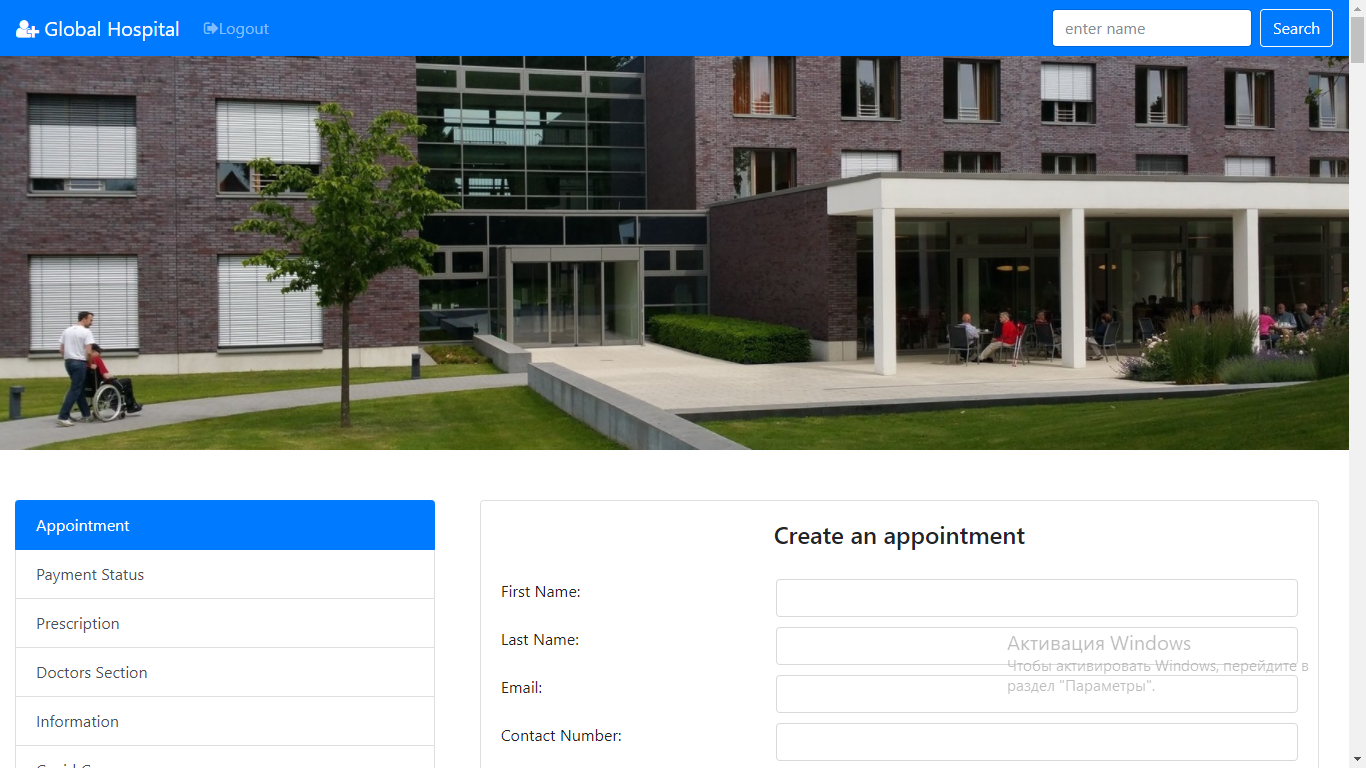 Global Hospital
Logout
enter name
Search
Appointment
Payment Status
Prescription
Doctors Section
Information
Create an appointment
First Name:
Last Name:
Email:
Contact Number:
Активация Windows
Чтобы активировать Windows, перейдите в
раздел "Параметры".